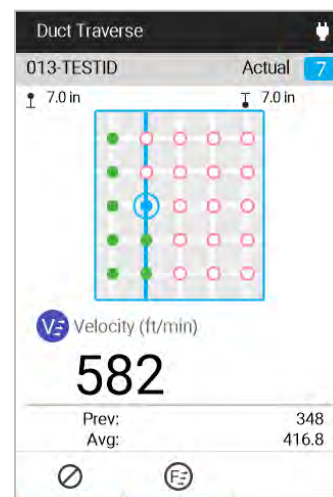 Duct Traverse
013-TESTID Actual 7
7.0 in 7.0 in
V Velocity (ft/min)
582
Prev: 348
Avg: 416.8
F